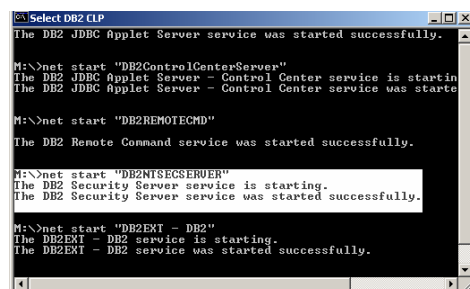 Select DB2 CLP
The DB2 JDBC Applet Server service was started successfully.
M:\>net start "DB2ControlCenterServer"
The DB2 JDBC Applet Server - Control Center service is startin
The DB2 JDBC Applet Server - Control Center service was starte
M:\>net start "DB2REMOTECMD"
The DB2 Remote Command service was started successfully.
M:\>net start "DB2NTSECSERVER"
The DB2 Security Server service is starting.
The DB2 Security Server service was started successfully.
M:\>net start "DB2EXT - DB2"
The DB2EXT - DB2 service is starting.
The DB2EXT - DB2 service was started successfully.